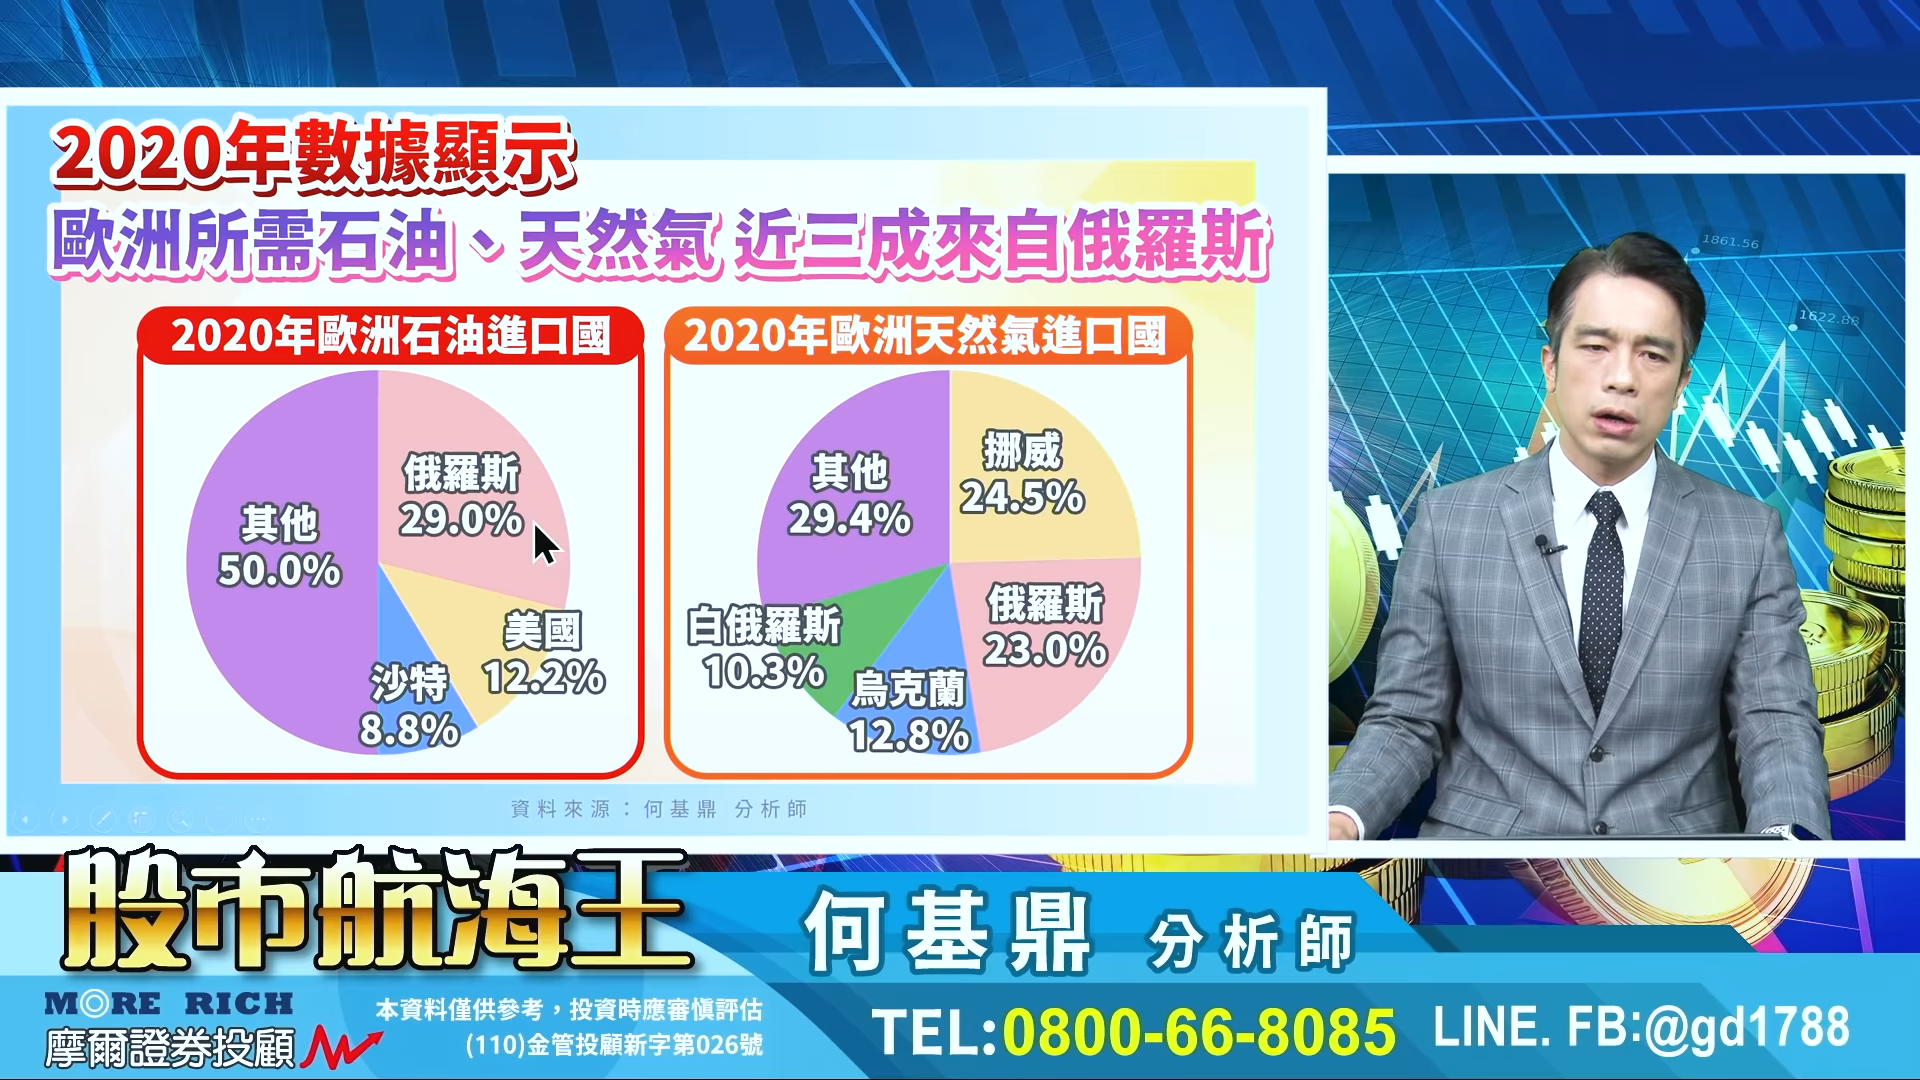 2020年數據顯示
歐洲所需石油、天然氣 近三成來自俄羅斯
2020年歐洲石油進口國
俄羅斯
29.0%
其他
50.0%
美國
12.2%
沙特
8.8%
2020年歐洲天然氣進口國
挪威
24.5%
其他
29.4%
俄羅斯
23.0%
白俄羅斯
10.3%
烏克蘭
12.8%
資料來源：何基鼎 分析師
1861.56
1622.88
股市航海王
何基鼎 分析師
MORE RICH
摩爾證券投顧
本資料僅供參考，投資時應審慎評估
(110)金管投顧新字第026號
TEL:0800-66-8085
LINE. FB:@gd1788